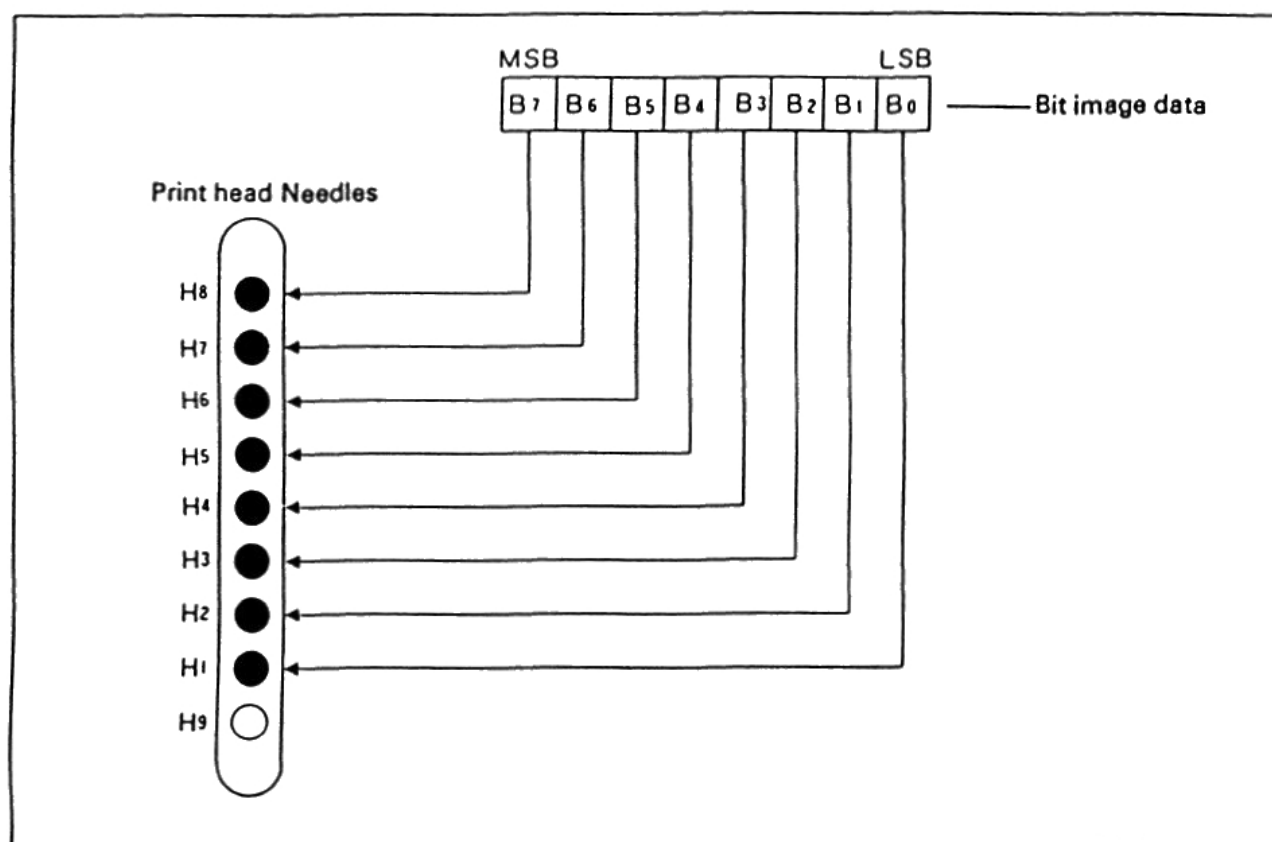 MSB LSB
B7 B6 B5 B4 B3 B2 B1 B0 Bit image data
Print head Needles
H8
H7
H6
H5
H4
H3
H2
H1
H9